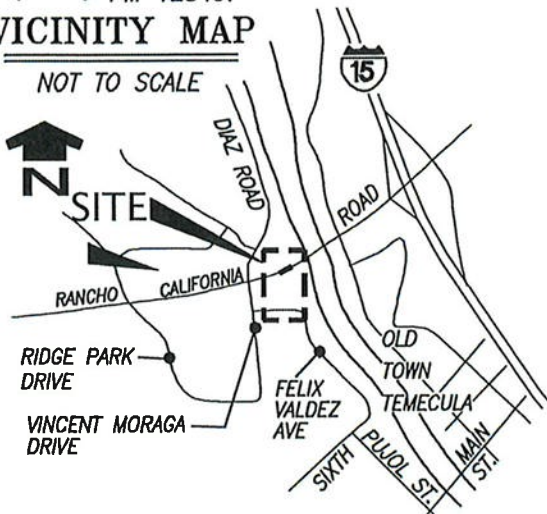 VICINITY MAP
NOT TO SCALE
15
N
SITE
DIAZ ROAD
ROAD
CALIFORNIA
RANCHO
RIDGE PARK
DRIVE
VINCENT MORAGA
DRIVE
FELIX
VALDEZ
AVE
OLD
TOWN
TEMECULA
SIXTH
PUJOL ST.
MAIN
ST.